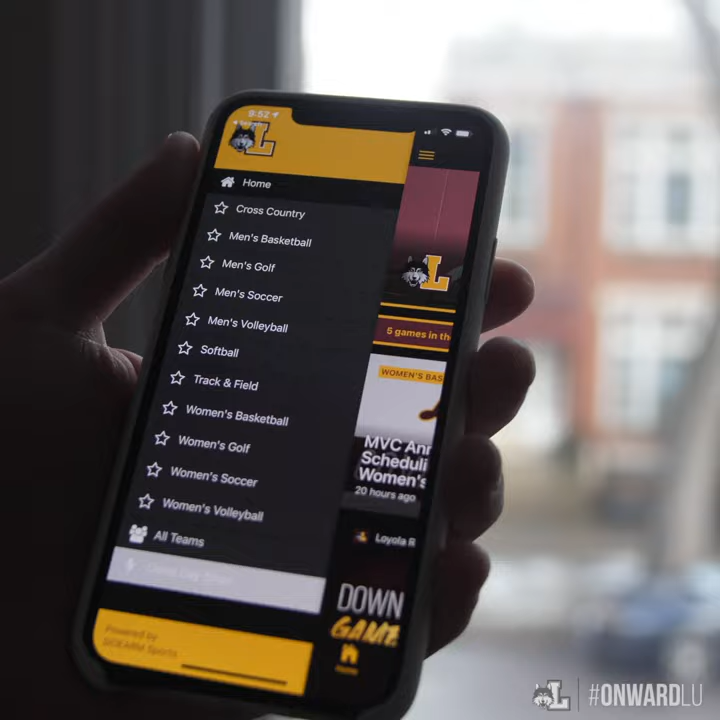 9:52
L
Home
Cross Country
Men's Basketball
Men's Golf
Men's Soccer
Men's Volleyball
Softball
Track & Field
Women's Basketball
Women's Golf
Women's Soccer
Women's Volleyball
All Teams
Powered by
SIDEARM Sports
L
5 games in th
WOMEN'S BAS
MVC Ann
Scheduli
Women's
20 hours ago
Loyola R
DOWN
GAME
Home
L #ONWARDLU